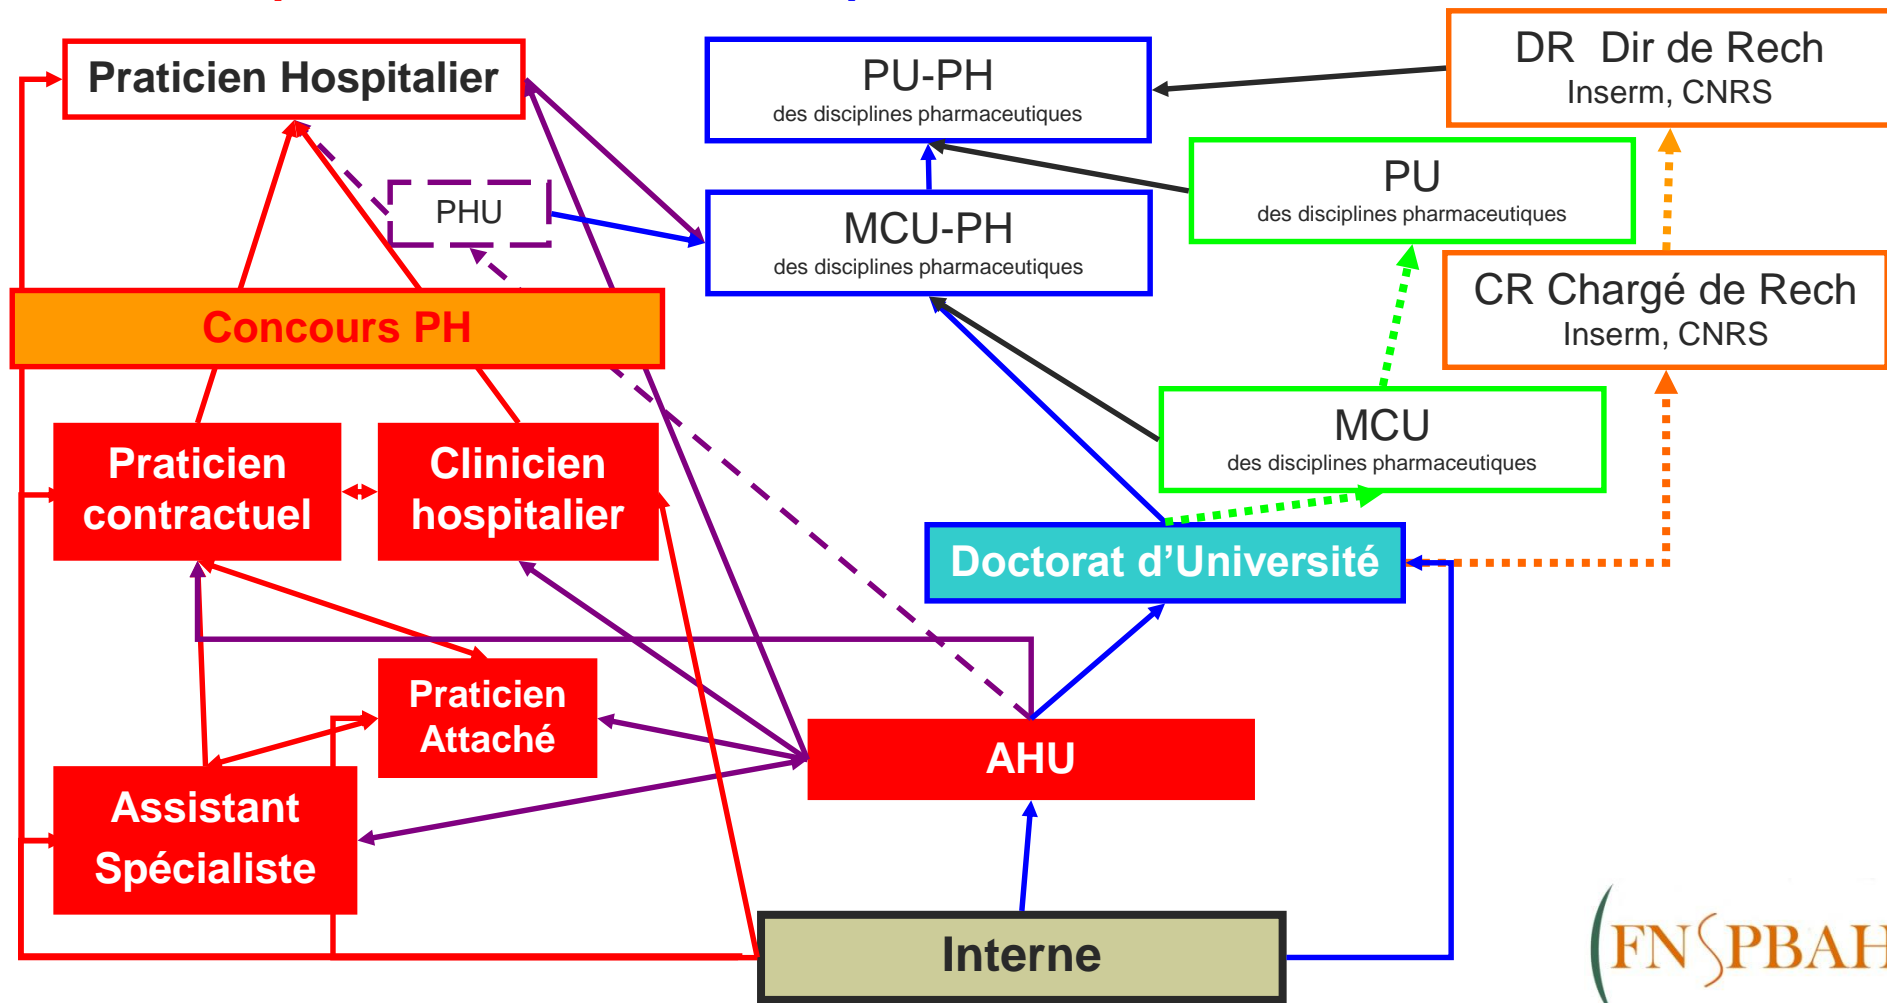 Praticien Hospitalier
PU-PH
des disciplines pharmaceutiques
DR Dir de Rech
Inserm, CNRS
PHU
MCU-PH
des disciplines pharmaceutiques
PU
des disciplines pharmaceutiques
Concours PH
CR Chargé de Rech
Inserm, CNRS
Praticien
contractuel
Clinicien
hospitalier
MCU
des disciplines pharmaceutiques
Doctorat d’Université
Praticien
Attaché
AHU
Assistant
Spécialiste
Interne
FNSPBAH